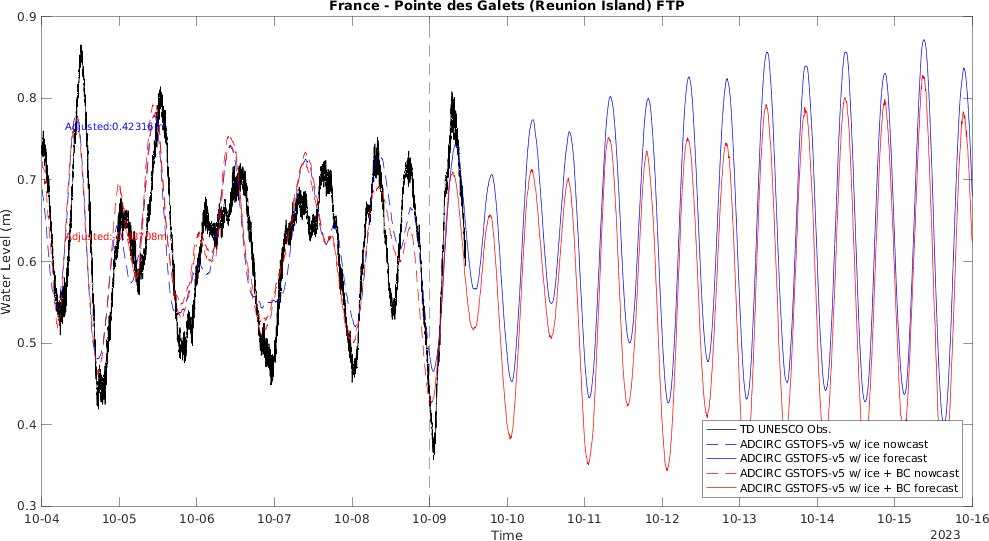 France - Pointe des Galets (Reunion Island) FTP
0.9
0.8
0.7
0.6
0.5
0.4
0.3
Water Level (m)
Adjusted:0.42316m
Adjusted:
10-04
10-05
10-06
10-07
10-08
10-09
10-10
10-11
10-12
10-13
10-14
10-15
10-16
Time
2023
TD UNESCO Obs.
ADCIRC GSTOFS-v5 w/ ice nowcast
ADCIRC GSTOFS-v5 w/ ice forecast
ADCIRC GSTOFS-v5 w/ ice + BC nowcast
ADCIRC GSTOFS-v5 w/ ice + BC forecast